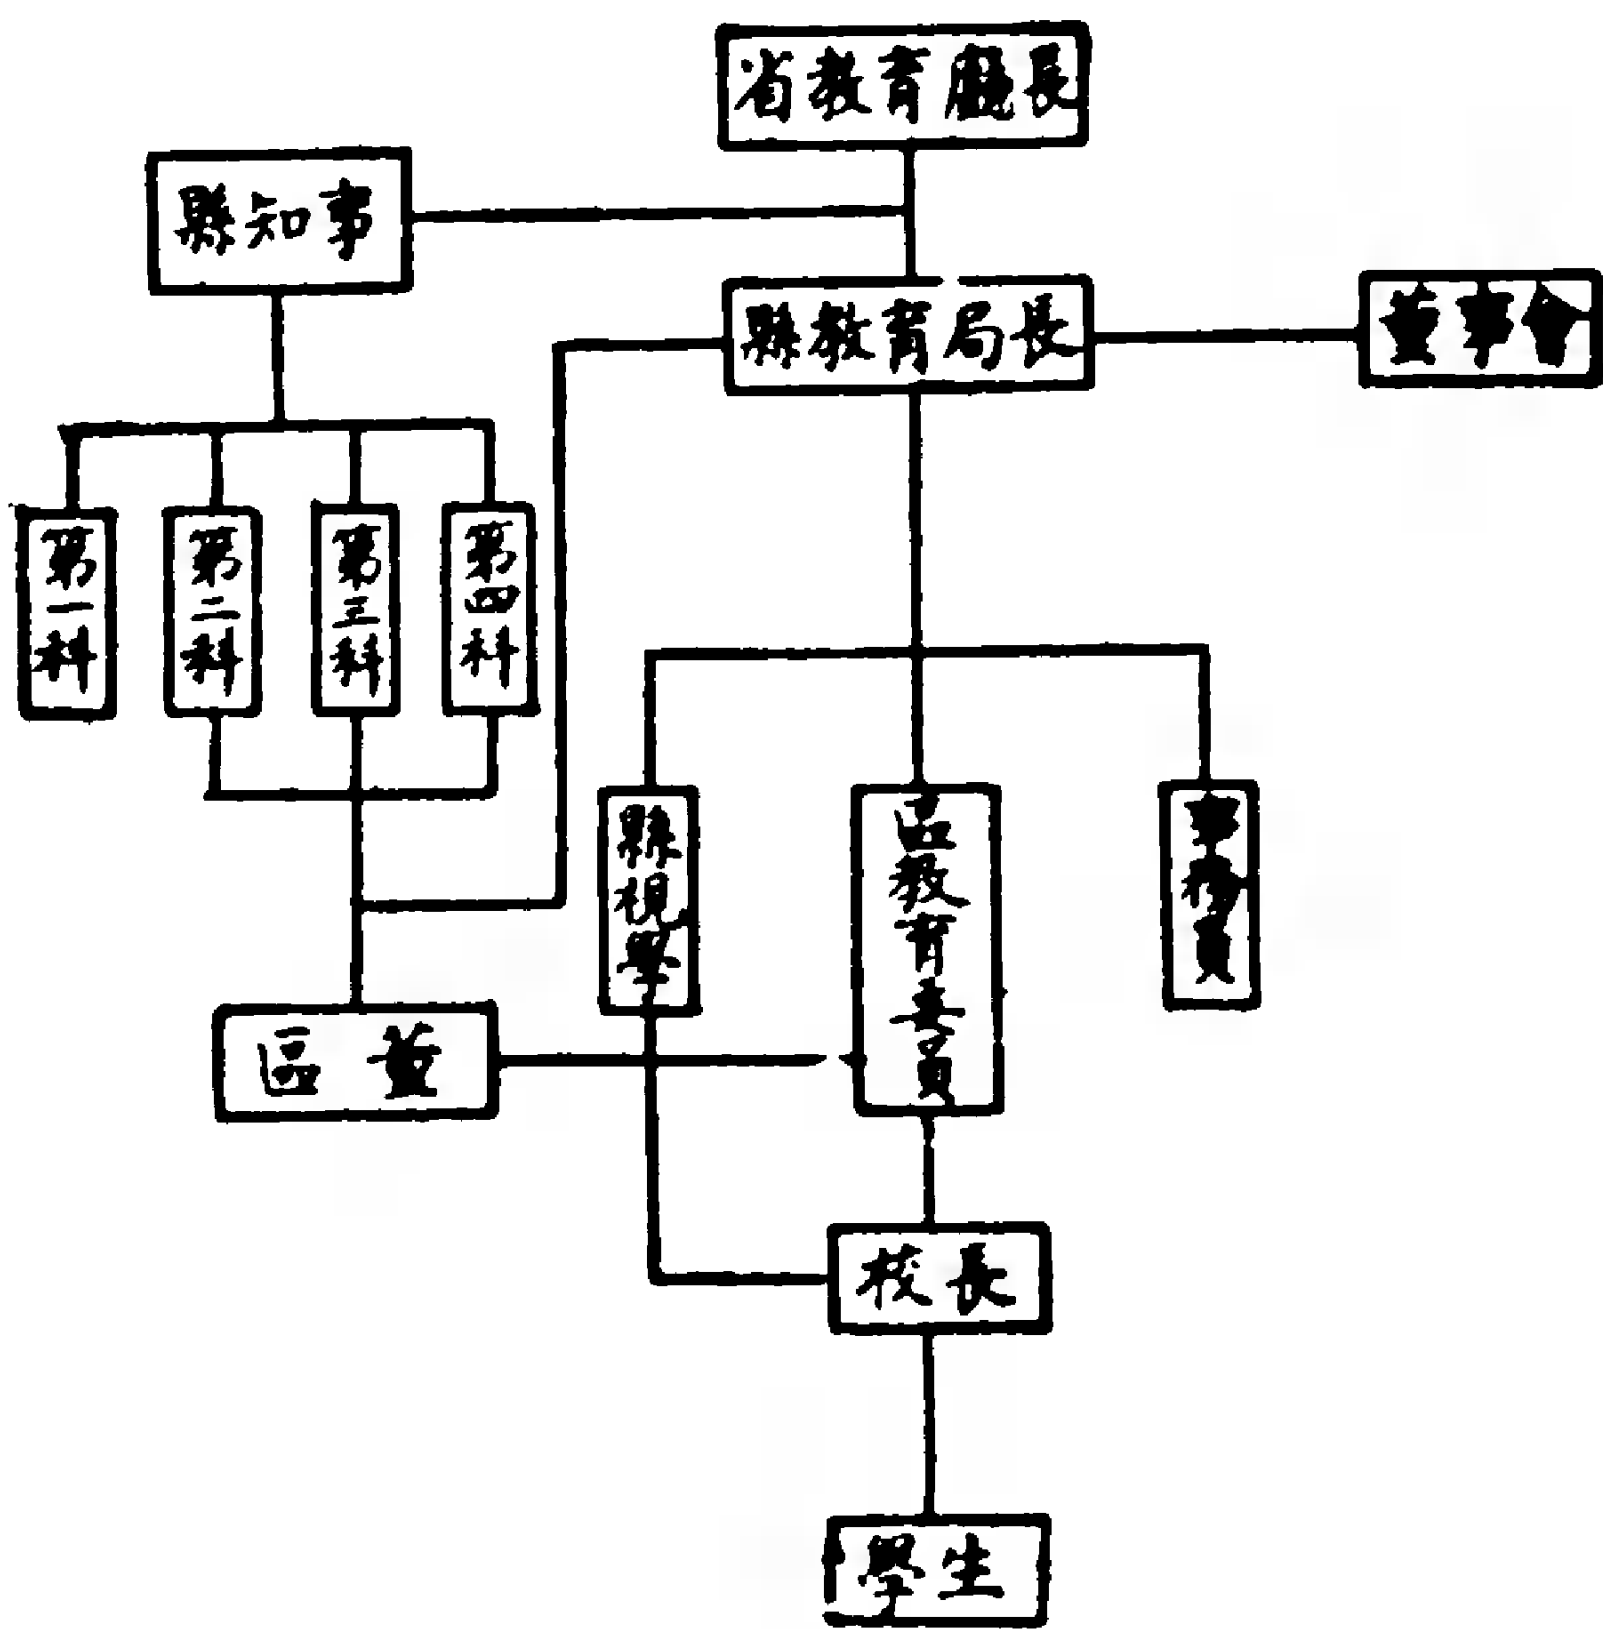 省教育廳長
縣知事
縣教育局長
董事會
第一科
第二科
第三科
第四科
縣視學
區教育委員
事務員
區董
校長
學生